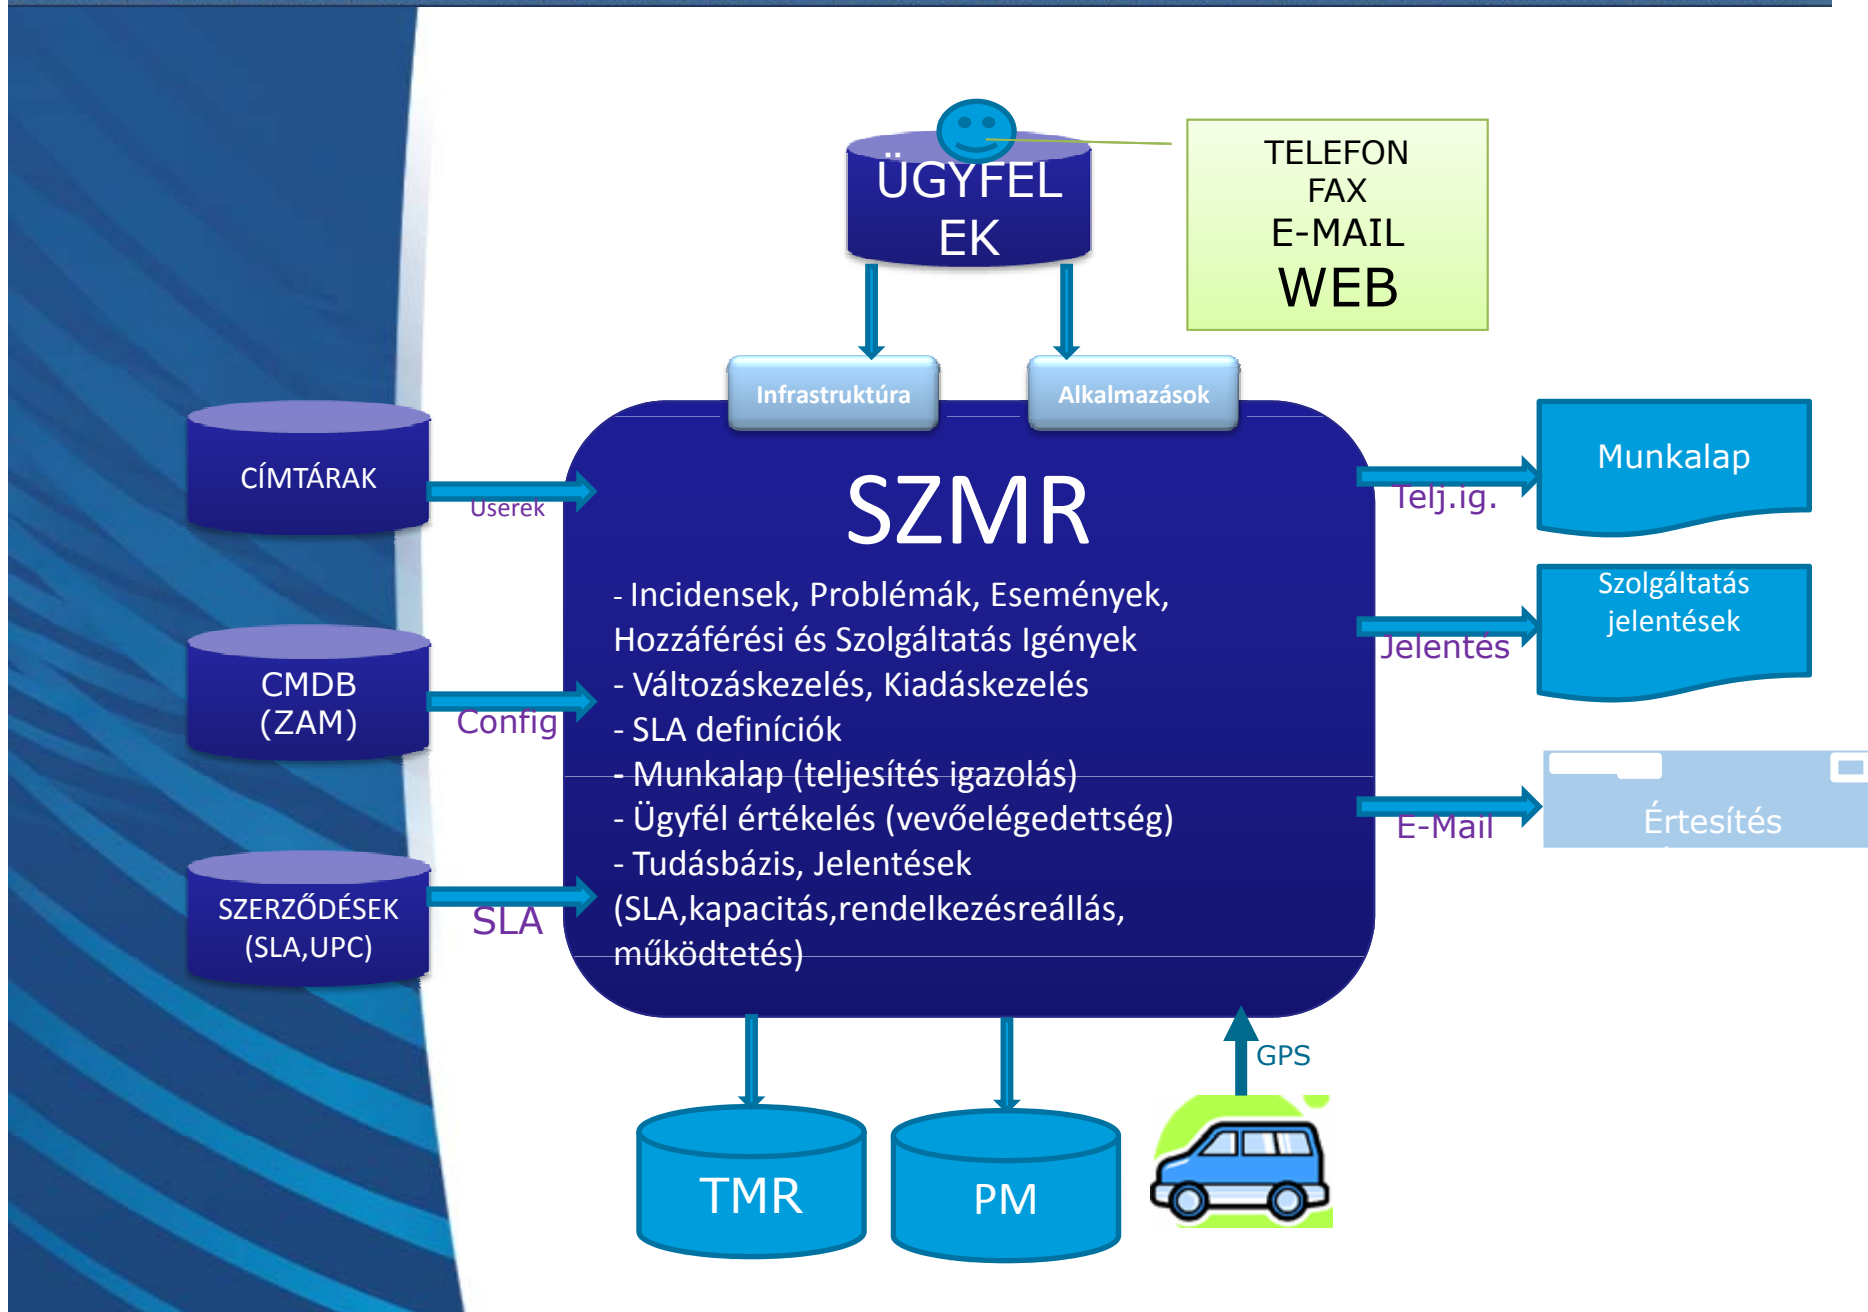 ÜGYFEL
EK
TELEFON
FAX
E-MAIL
WEB
Infrastruktúra
Alkalmazások
CÍMTÁRAK
Userek
CMDB
(ZAM)
Config
SZERZŐDÉSEK
(SLA,UPC)
SLA
SZMR
- Incidensek, Problémák, Események,
Hozzáférési és Szolgáltatás Igények
- Változáskezelés, Kiadáskezelés
- SLA definíciók
- Munkalap (teljesítés igazolás)
- Ügyfél értékelés (vevőelégedettség)
- Tudásbázis, Jelentések
(SLA,kapacitás,rendelkezésreállás,
működtetés)
Telj.ig.
Munkalap
Jelentés
Szolgáltatás
jelentések
E-Mail
Értesítés
GPS
TMR
PM